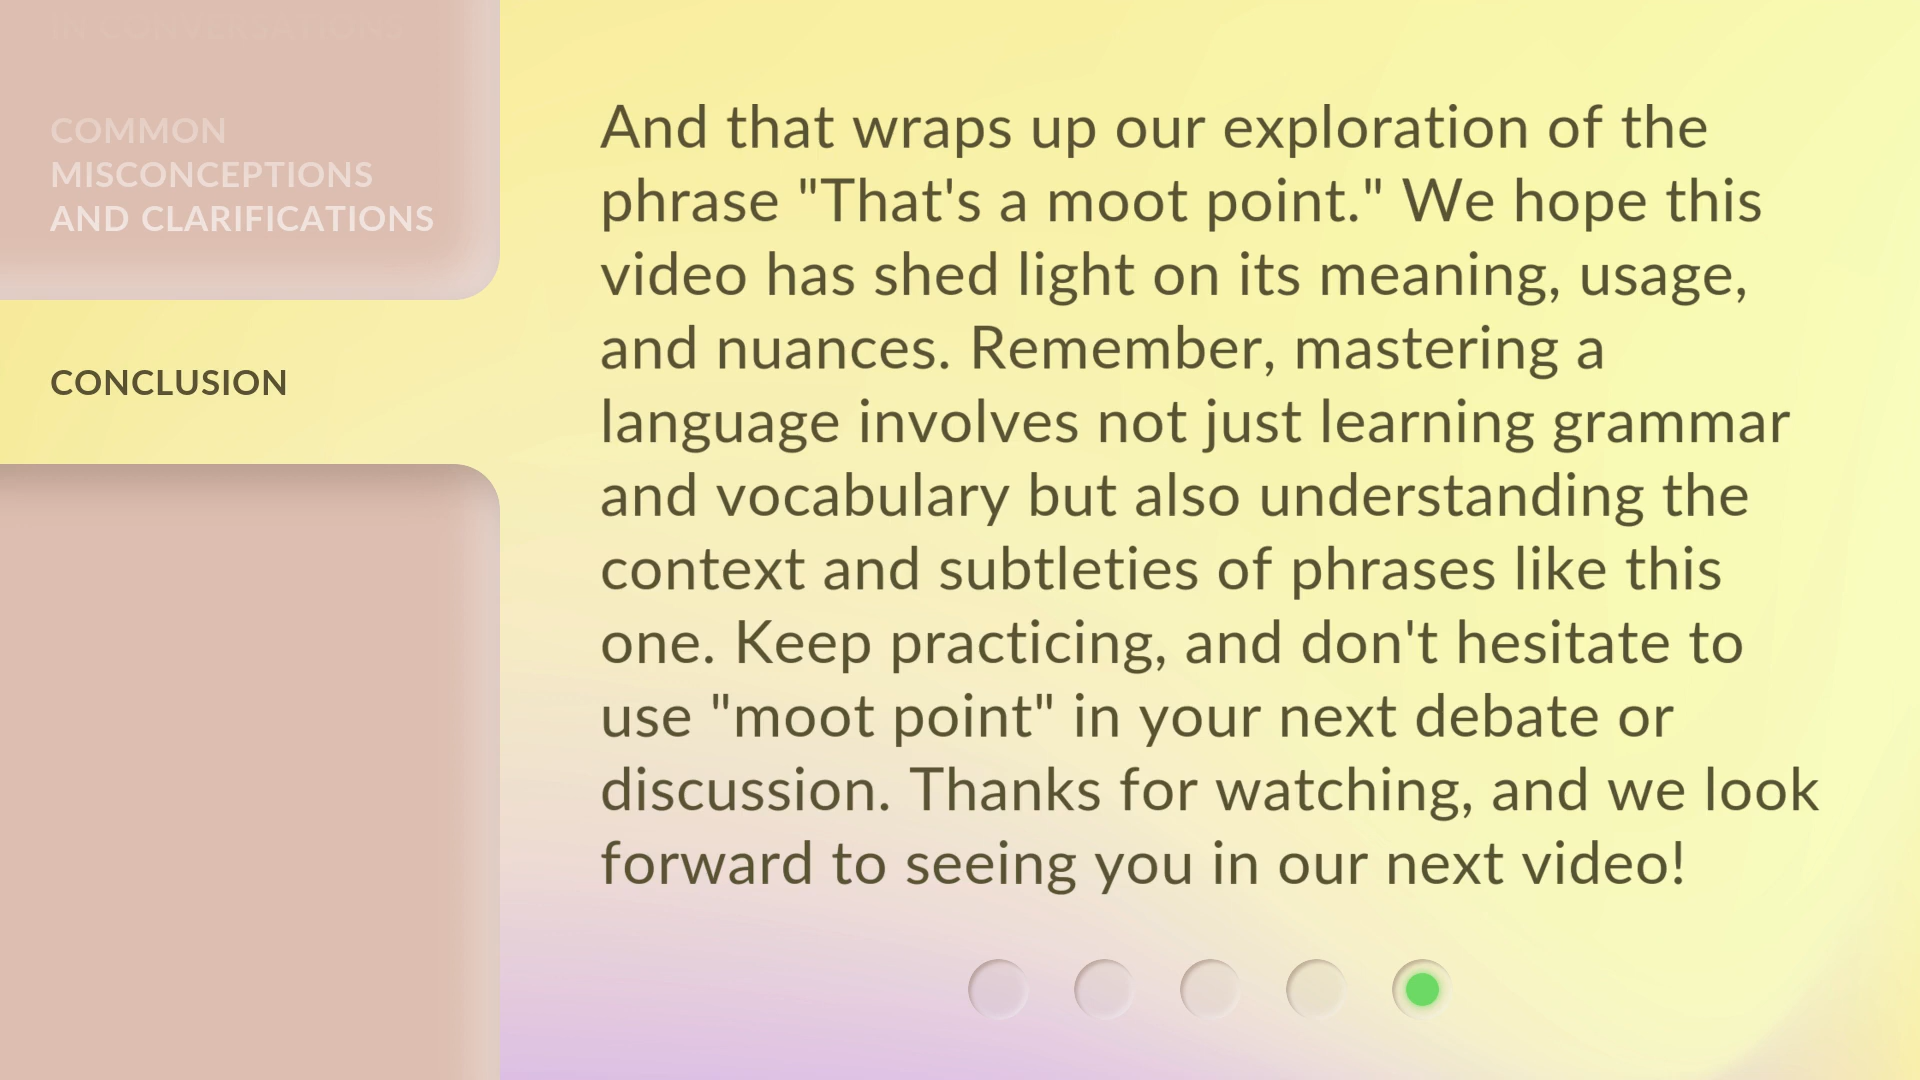 IN CONVERSATIONS
COMMON
MISCONCEPTIONS
AND CLARIFICATIONS
CONCLUSION
And that wraps up our exploration of the
phrase "That's a moot point." We hope this
video has shed light on its meaning, usage,
and nuances. Remember, mastering a
language involves not just learning grammar
and vocabulary but also understanding the
context and subtleties of phrases like this
one. Keep practicing, and don't hesitate to
use "moot point" in your next debate or
discussion. Thanks for watching, and we look
forward to seeing you in our next video!